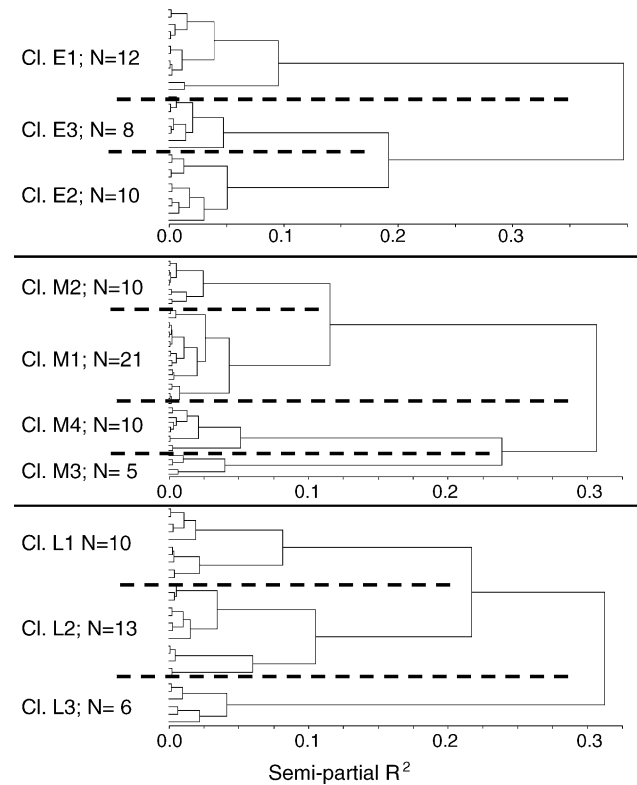 Cl. E1; N=12
Cl. E3; N= 8
Cl. E2; N=10
0.0 0.1 0.2 0.3
Cl. M2; N=10
Cl. M1; N=21
Cl. M4; N=10
Cl. M3; N= 5
0.0 0.1 0.2 0.3
Cl. L1 N=10
Cl. L2; N=13
Cl. L3; N= 6
0.0 0.1 0.2 0.3
Semi-partial R²